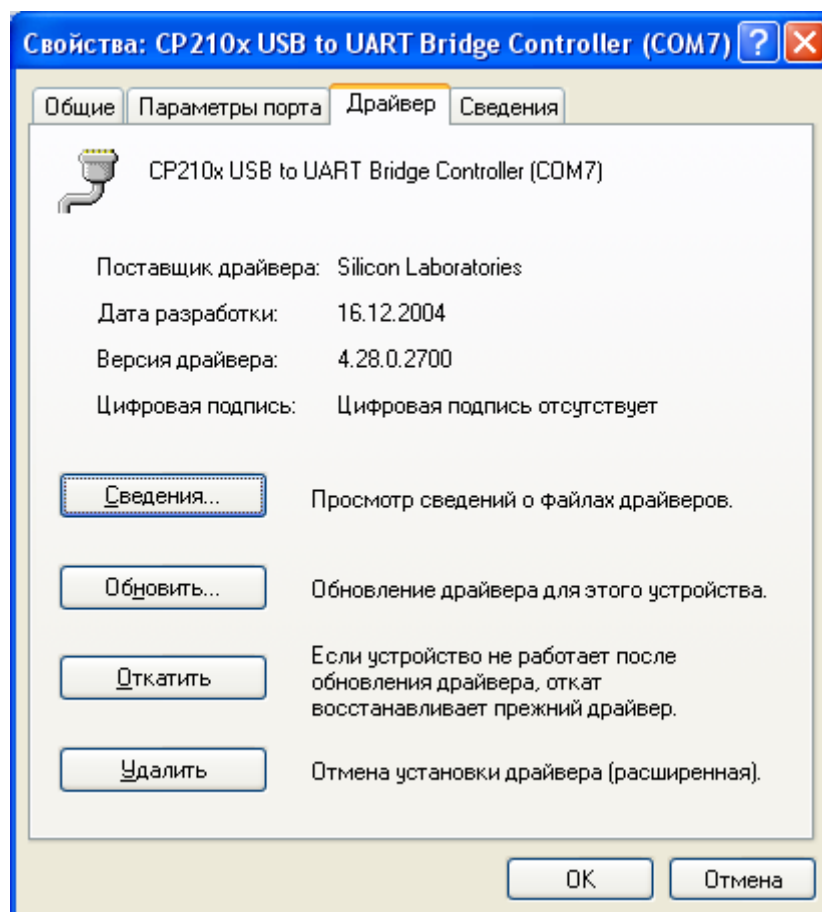 Свойства: CP210x USB to UART Bridge Controller (COM7)
Общие Параметры порта Драйвер Сведения
CP210x USB to UART Bridge Controller (COM7)
Поставщик драйвера: Silicon Laboratories
Дата разработки: 16.12.2004
Версия драйвера: 4.28.0.2700
Цифровая подпись: Цифровая подпись отсутствует
Сведения... Просмотр сведений о файлах драйверов.
Обновить... Обновление драйвера для этого устройства.
Откатить Если устройство не работает после
обновления драйвера, откат
восстанавливает прежний драйвер.
Удалить Отмена установки драйвера (расширенная).
OK Отмена